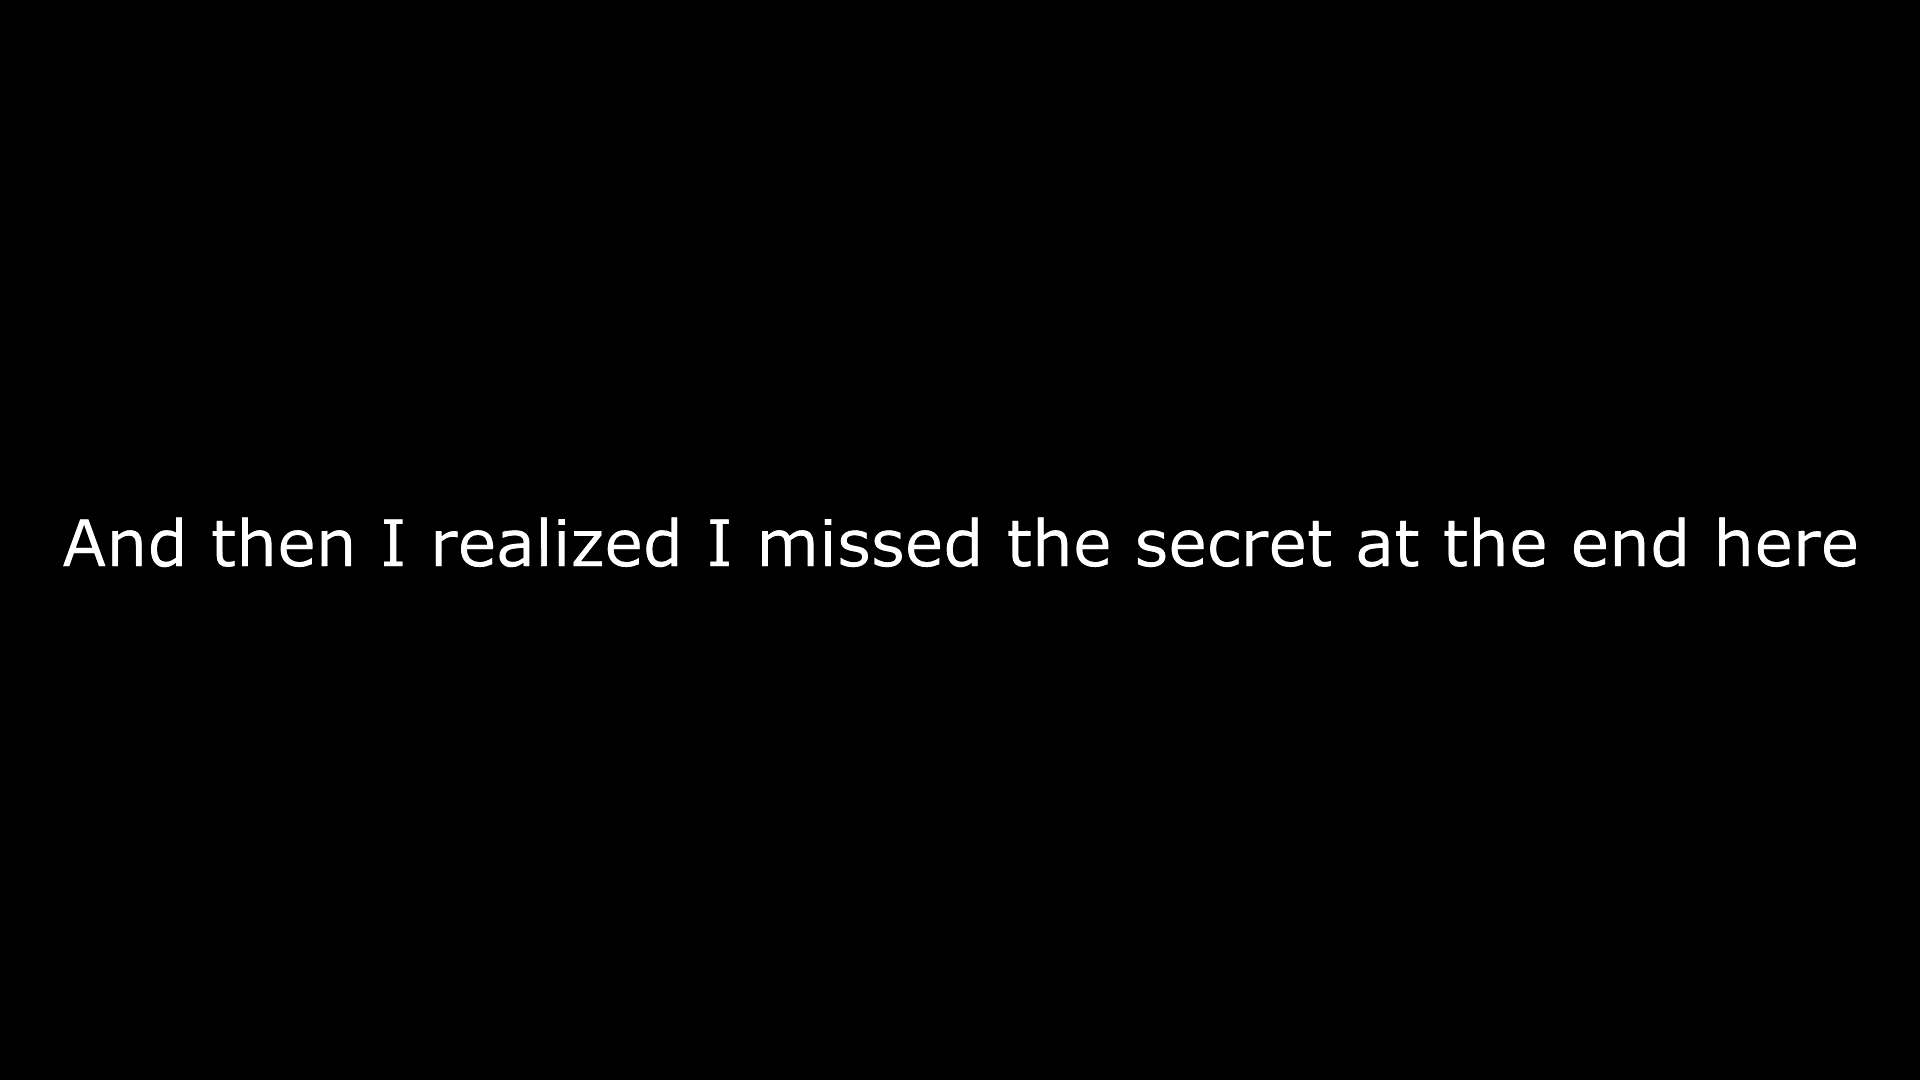 And then I realized I missed the secret at the end here